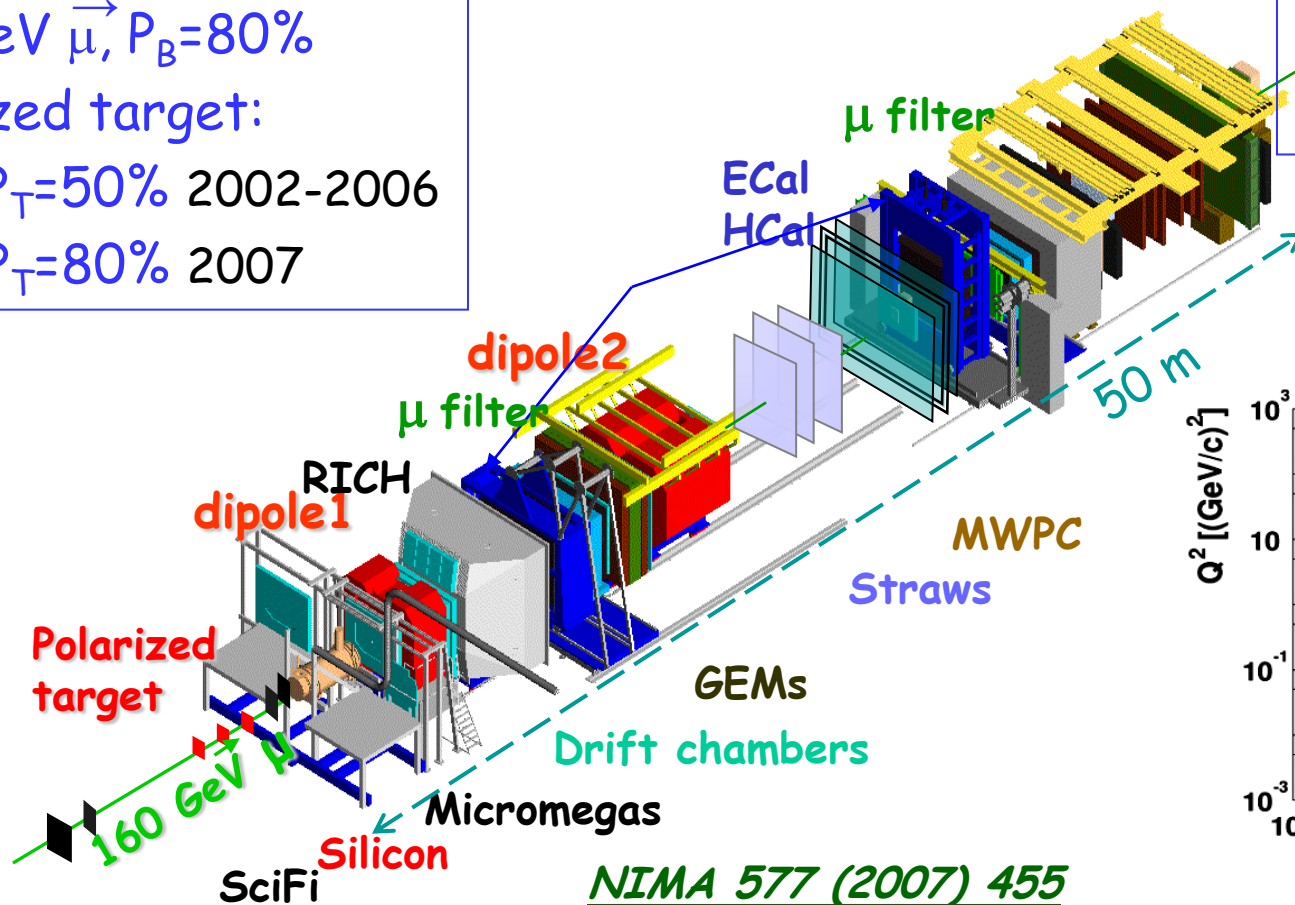 eV μ⃗, P_B=80%
zed target:
P_T=50% 2002-2006
P_T=80% 2007
μ filter
ECal
HCal
dipole2
μ filter
RICH
dipole1
50 m
Q² [(GeV/c)²]
10³
10
10⁻¹
10⁻³
10
MWPC
Straws
Polarized
target
GEMs
Drift chambers
160 GeV μ
Micromegas
Silicon
SciFi
NIMA 577 (2007) 455